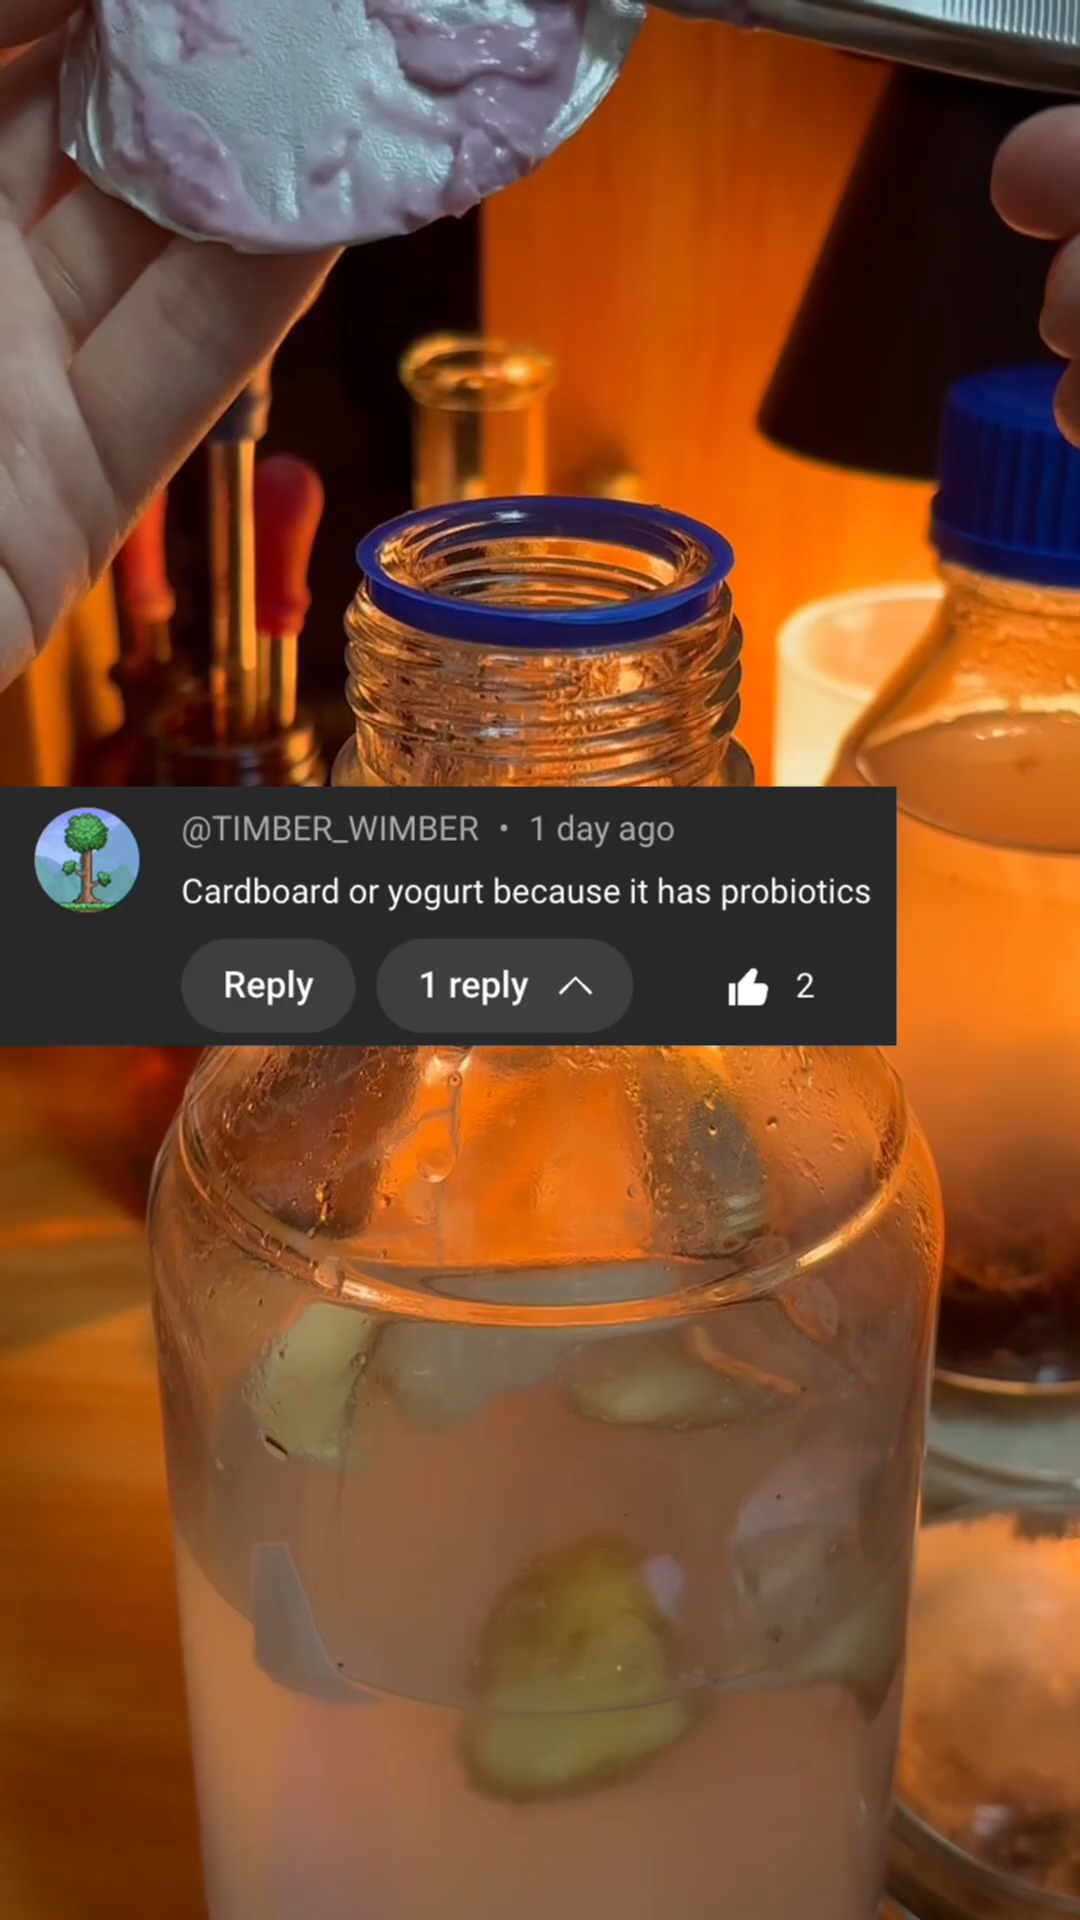 @TIMBER_WIMBER • 1 day ago
Cardboard or yogurt because it has probiotics
Reply 1 reply 2